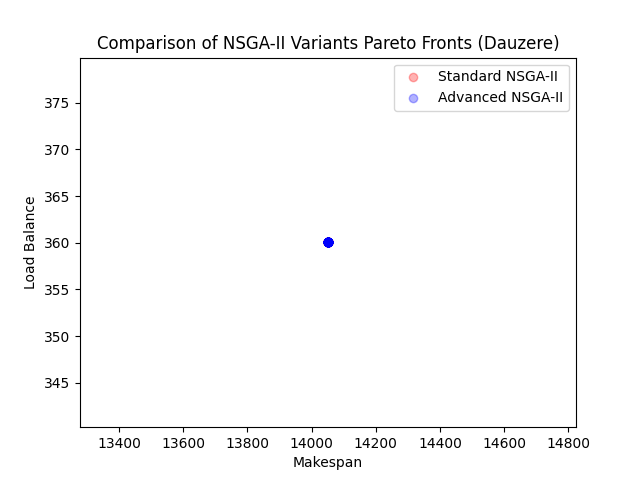 Comparison of NSGA-II Variants Pareto Fronts (Dauzere)
Standard NSGA-II
Advanced NSGA-II
375
370
365
360
355
350
345
Load Balance
13400 13600 13800 14000 14200 14400 14600 14800
Makespan